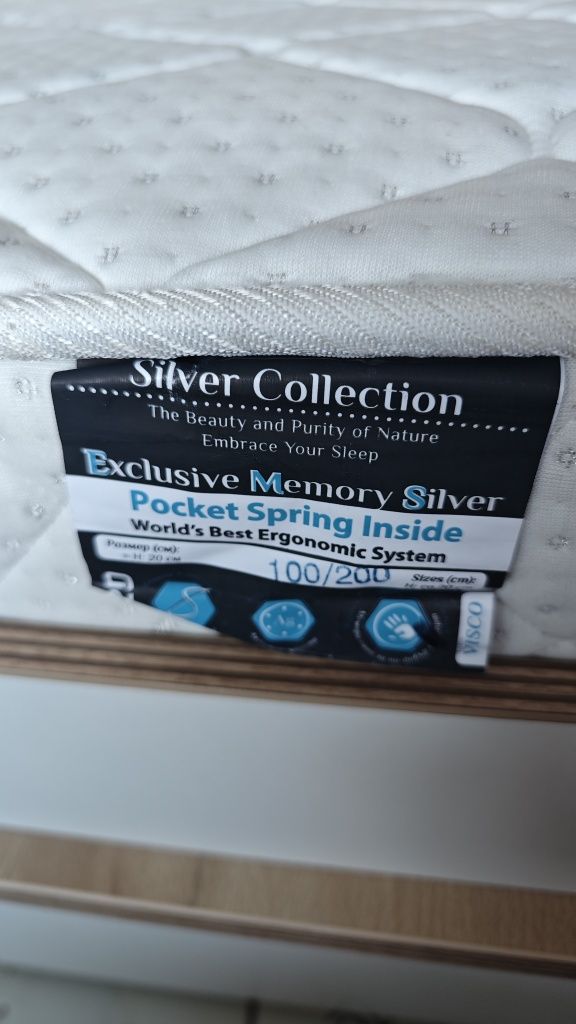 Silver Collection
The Beauty and Purity of Nature
Embrace Your Sleep
Exclusive Memory Silver
Pocket Spring Inside
World's Best Ergonomic System
Размер (см):
100/200
Sizes (cm):
VISCO